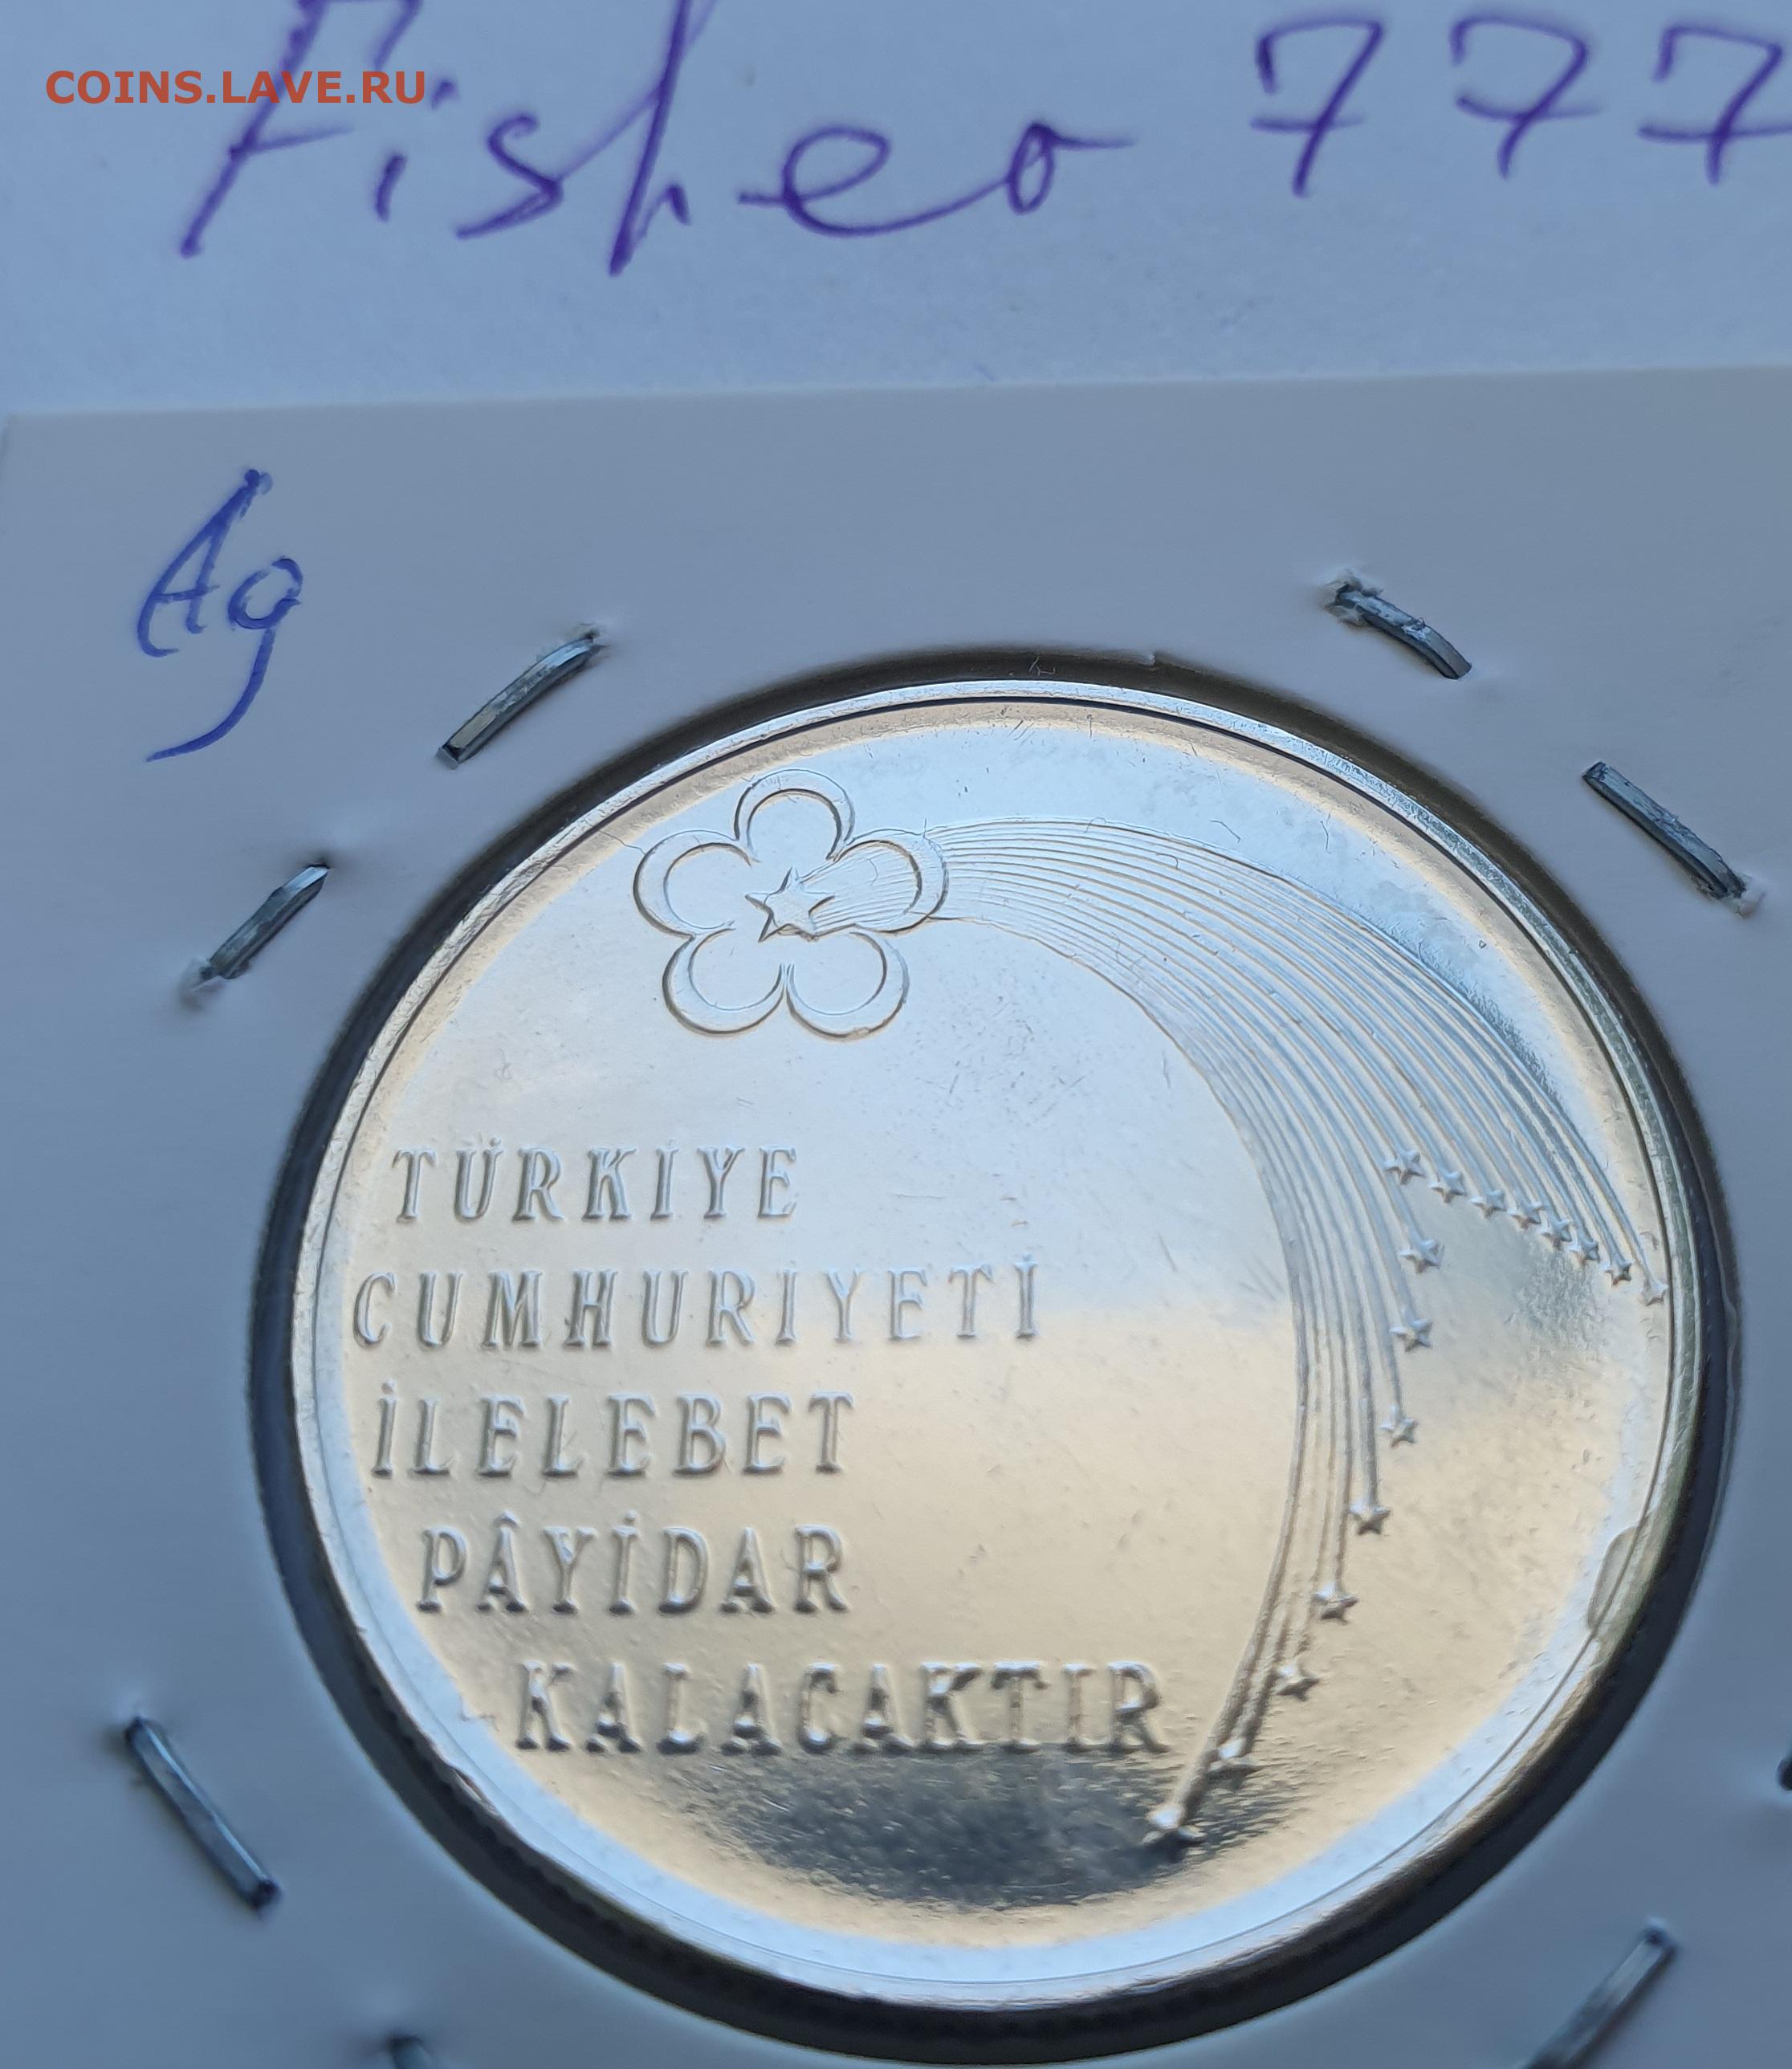 COINS.LAVE.RU
Fisher 777
Ag
TÜRKİYE
CUMHURİYETİ
İLELEBET
PÂYİDAR
KALACAKTIR